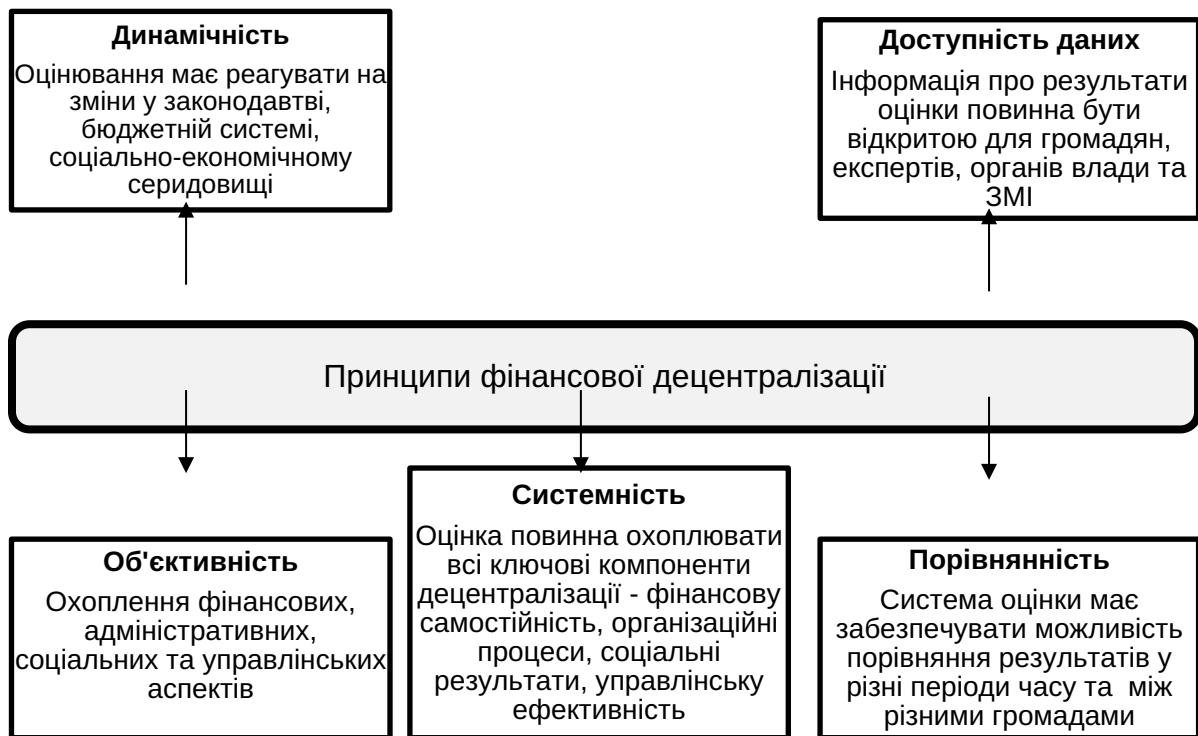 Динамічність
Оцінювання має реагувати на
зміни у законодавтві,
бюджетній системі,
соціально-економічному
серидовищі
Доступність даних
Інформація про результати
оцінки повинна бути
відкритою для громадян,
експертів, органів влади та
ЗМІ
Принципи фінансової децентралізації
Об'єктивність
Охоплення фінансових,
адміністративних,
соціальних та управлінських
аспектів
Системність
Оцінка повинна охоплювати
всі ключові компоненти
децентралізації - фінансову
самостійність, організаційні
процеси, соціальні
результати, управлінську
ефективність
Порівнянність
Система оцінки має
забезпечувати можливість
порівняння результатів у
різні періоди часу та  між
різними громадами